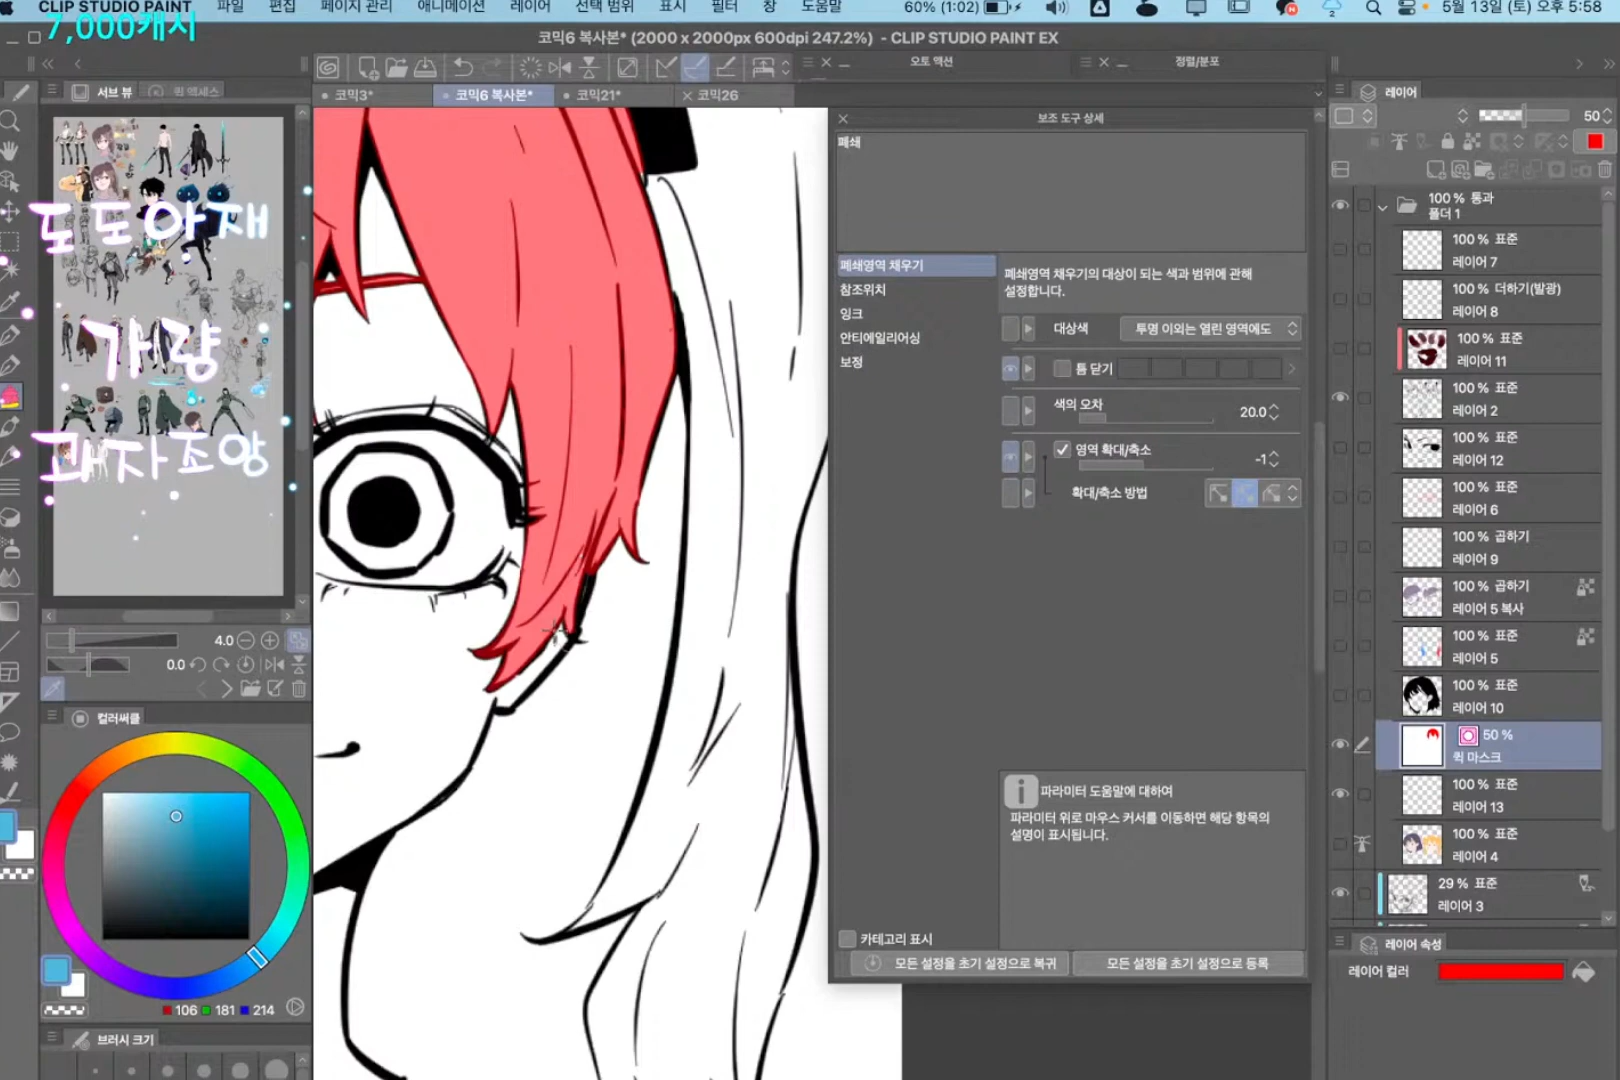 CLIP STUDIO PAINT 파일 편집 페이지 관리 애니메이션 레이어 선택 범위 표시 필터 창 도움말 60% (1:02) 5월 13일 (토) 오후 5:58
7,000캐시
코믹6 복사본* (2000 x 2000px 600dpi 247.2%) - CLIP STUDIO PAINT EX
오토 액션
정렬/분포
서브 뷰
퀵 액세스
코믹3*
코믹6 복사본*
코믹21*
코믹26
도도아재
가량
과자조앙
4.0
0.0
컬러써클
106 181 214
브러시 크기
보조 도구 상세
폐쇄
폐쇄영역 채우기
참조위치
잉크
안티에일리어싱
보정
폐쇄영역 채우기의 대상이 되는 색과 범위에 관해
설정합니다.
대상색 투명 이외는 열린 영역에도
틈 닫기
색의 오차 20.0
영역 확대/축소 -1
확대/축소 방법
파라미터 도움말에 대하여
파라미터 위로 마우스 커서를 이동하면 해당 항목의
설명이 표시됩니다.
카테고리 표시
모든 설정을 초기 설정으로 복귀
모든 설정을 초기 설정으로 등록
레이어
50
100 % 통과
폴더 1
100 % 표준
레이어 7
100 % 더하기(발광)
레이어 8
100 % 표준
레이어 11
100 % 표준
레이어 2
100 % 표준
레이어 12
100 % 표준
레이어 6
100 % 곱하기
레이어 9
100 % 곱하기
레이어 5 복사
100 % 표준
레이어 5
100 % 표준
레이어 10
50 %
퀵 마스크
100 % 표준
레이어 13
100 % 표준
레이어 4
29 % 표준
레이어 3
레이어 속성
레이어 컬러